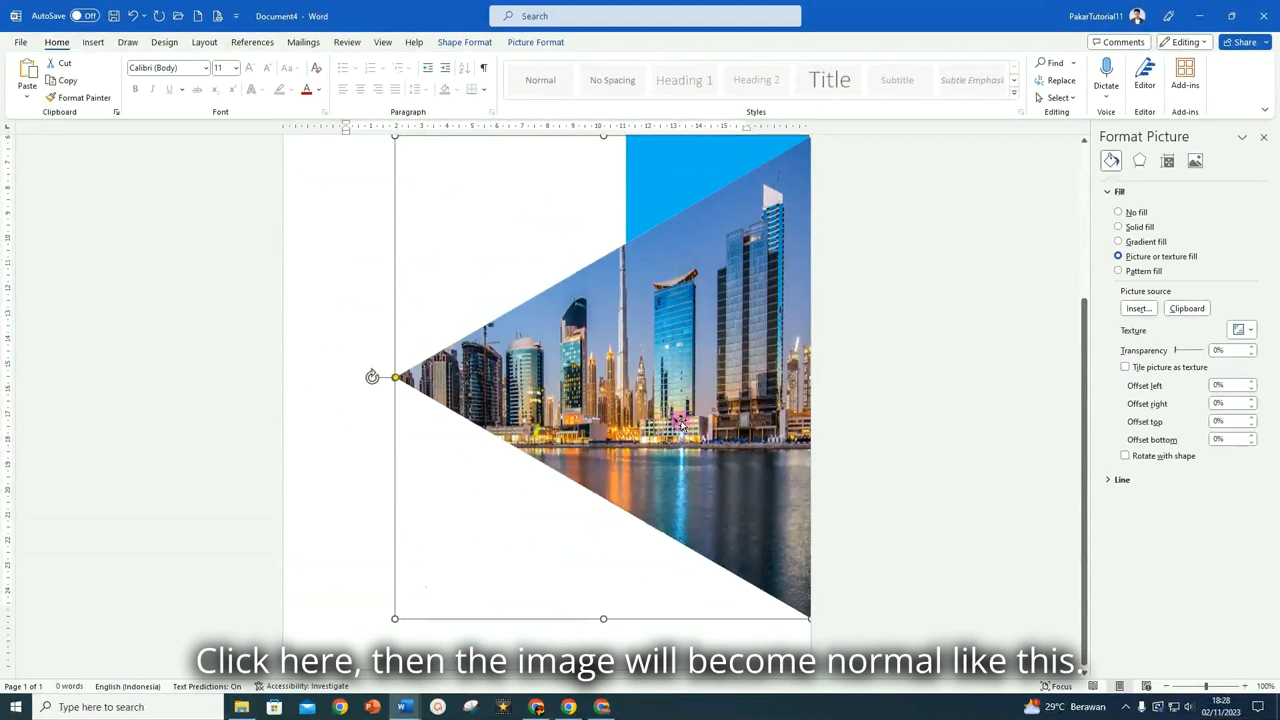 AutoSave Off Document4 - Word Search PakarTutorial11
File Home Insert Draw Design Layout References Mailings Review View Help Shape Format Picture Format Comments Editing Share
Paste Cut Copy Format Painter Clipboard
Calibri (Body) 11 Font
Paragraph
Normal No Spacing Heading 1 Heading 2 Title Subtitle Subtle Emphasis Styles
Find Replace Select Editing
Dictate Voice
Editor Editor
Add-ins Add-ins
Format Picture
Fill
No fill
Solid fill
Gradient fill
Picture or texture fill
Pattern fill
Picture source
Insert... Clipboard
Texture
Transparency 0%
Tile picture as texture
Offset left 0%
Offset right 0%
Offset top 0%
Offset bottom 0%
Rotate with shape
Line
Click here, then the image will become normal like this.
Page 1 of 1 0 words English (Indonesia) Text Predictions: On Accessibility: Investigate Focus 100%
Type here to search 29°C Berawan 18:28
02/11/2023